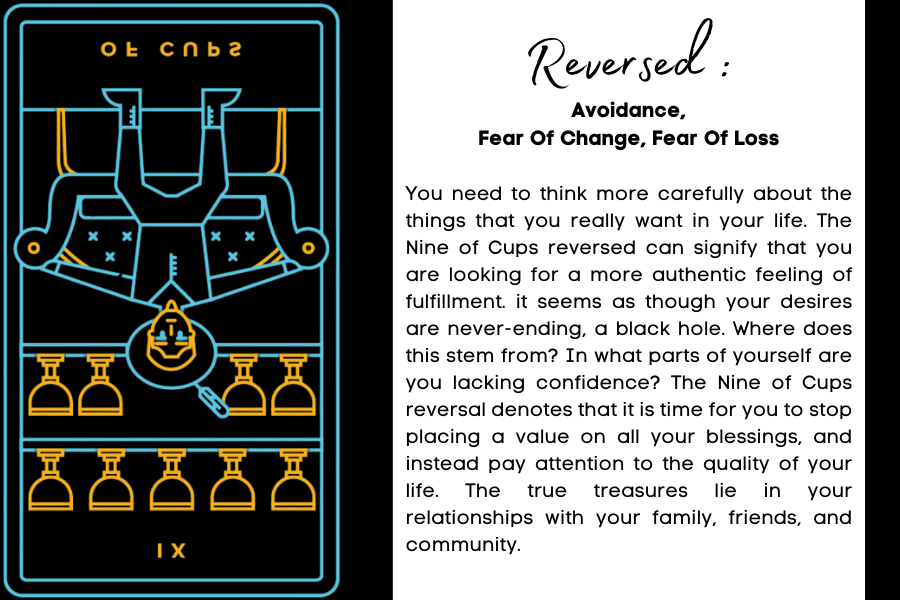 OF CUPS
IX
Reversed :
Avoidance,
Fear Of Change, Fear Of Loss
You need to think more carefully about the
things that you really want in your life. The
Nine of Cups reversed can signify that you
are looking for a more authentic feeling of
fulfillment. it seems as though your desires
are never-ending, a black hole. Where does
this stem from? In what parts of yourself are
you lacking confidence? The Nine of Cups
reversal denotes that it is time for you to stop
placing a value on all your blessings, and
instead pay attention to the quality of your
life. The true treasures lie in your
relationships with your family, friends, and
community.